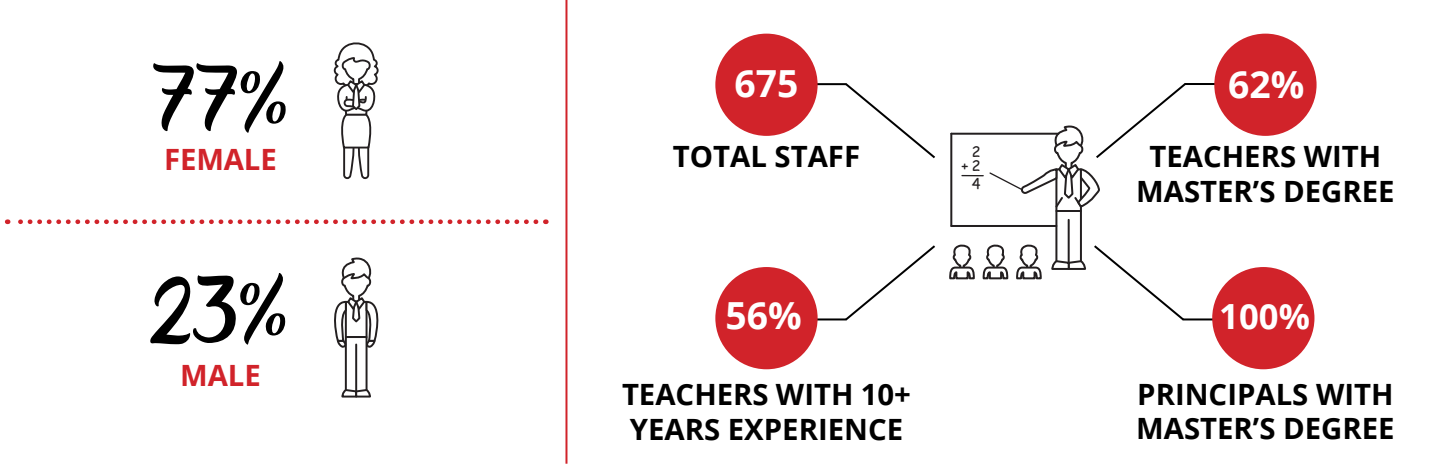 77%
FEMALE
23%
MALE
675
TOTAL STAFF
62%
TEACHERS WITH
MASTER’S DEGREE
2
+ 2
4
56%
TEACHERS WITH 10+
YEARS EXPERIENCE
100%
PRINCIPALS WITH
MASTER’S DEGREE